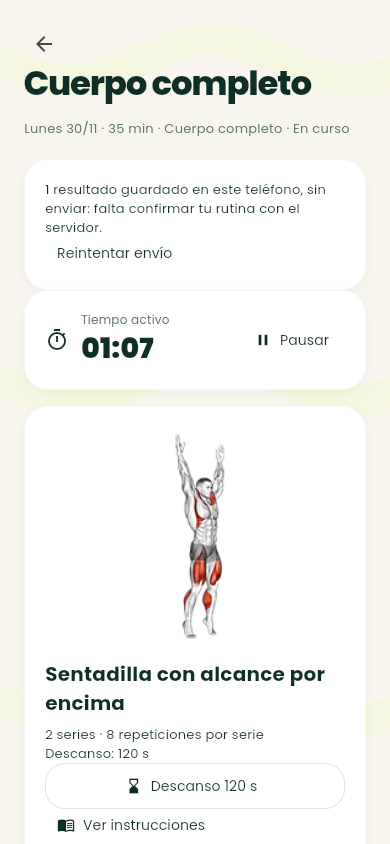 Cuerpo completo
Lunes 30/11 · 35 min · Cuerpo completo · En curso
1 resultado guardado en este teléfono, sin
enviar: falta confirmar tu rutina con el
servidor.
Reintentar envío
Tiempo activo
01:07
Pausar
Sentadilla con alcance por
encima
2 series · 8 repeticiones por serie
Descanso: 120 s
Descanso 120 s
Ver instrucciones